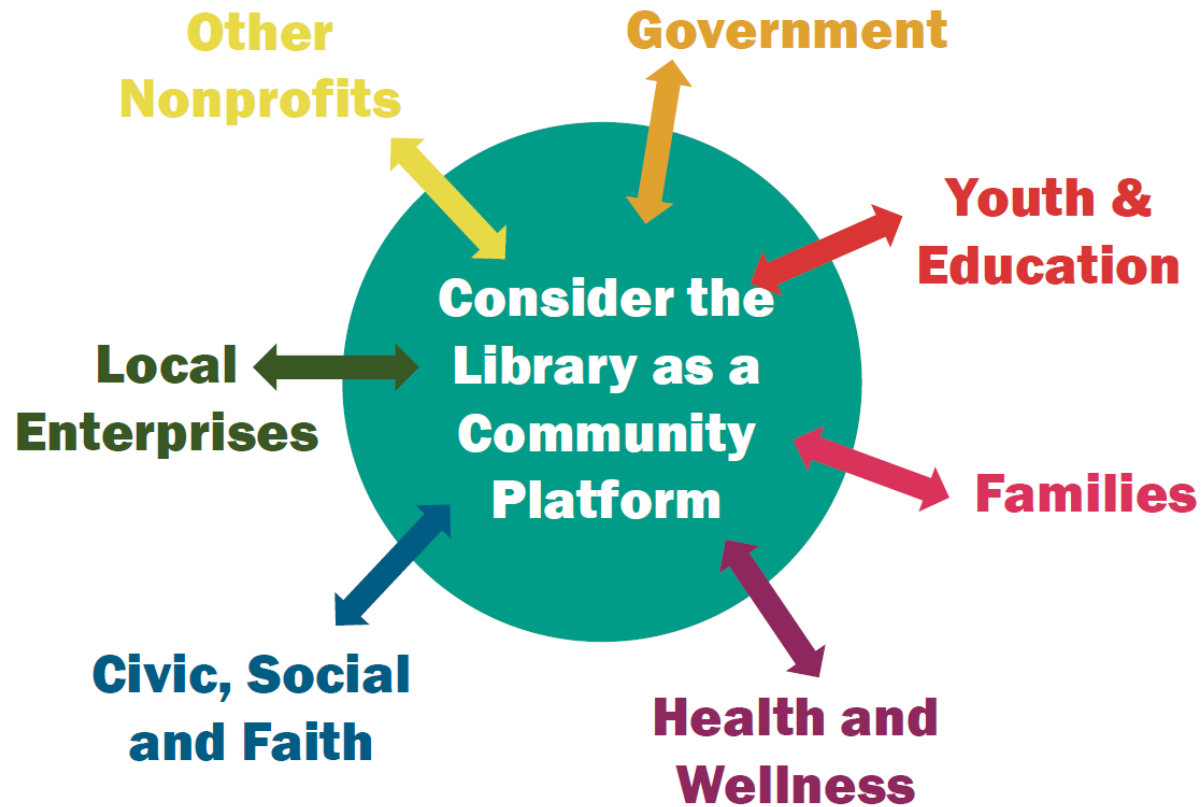 Other
Nonprofits
Government
Youth &
Education
Consider the
Library as a
Community
Platform
Local
Enterprises
Families
Civic, Social
and Faith
Health and
Wellness